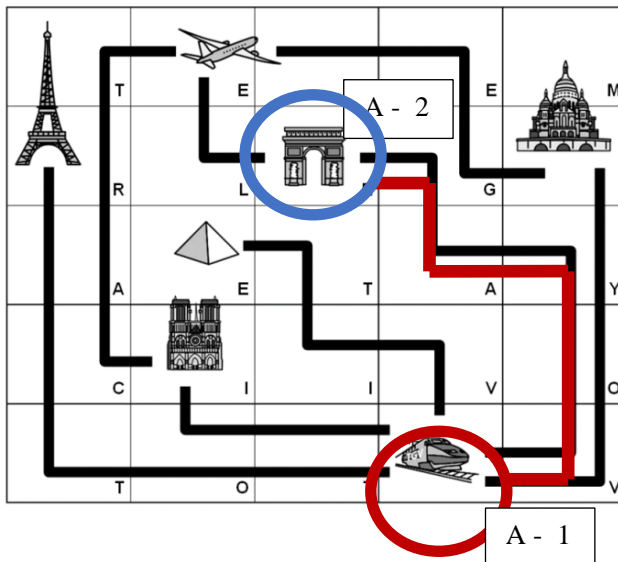 T E E M
A - 2
R L G
A E T A Y
C I I V O
T O I V
A - 1